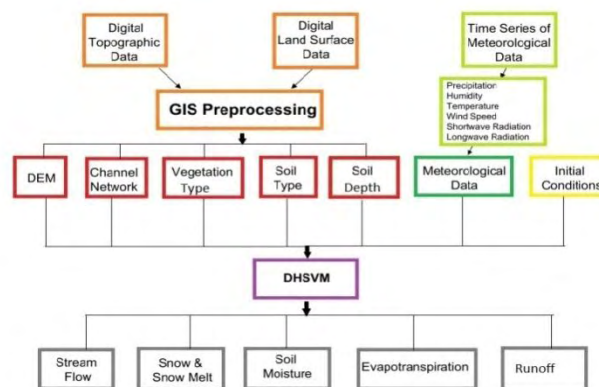 Digital
Topographic
Data
Digital
Land Surface
Data
Time Series of
Meteorolgcal
Data
GIS Preprocessing
Precipitation
Humidity
Temperature
Wind Speed
Shortwave Radiation
Longwave Radiation
DEM
Channel
Network
Vegetation
Type
Soil
Type
Soil
Depth
Meteorological
Data
Initial
Conditions
DHSVM
Stream
Flow
Snow &
Snow Melt
Soil
Moisture
Evapotranspiration
Runoff